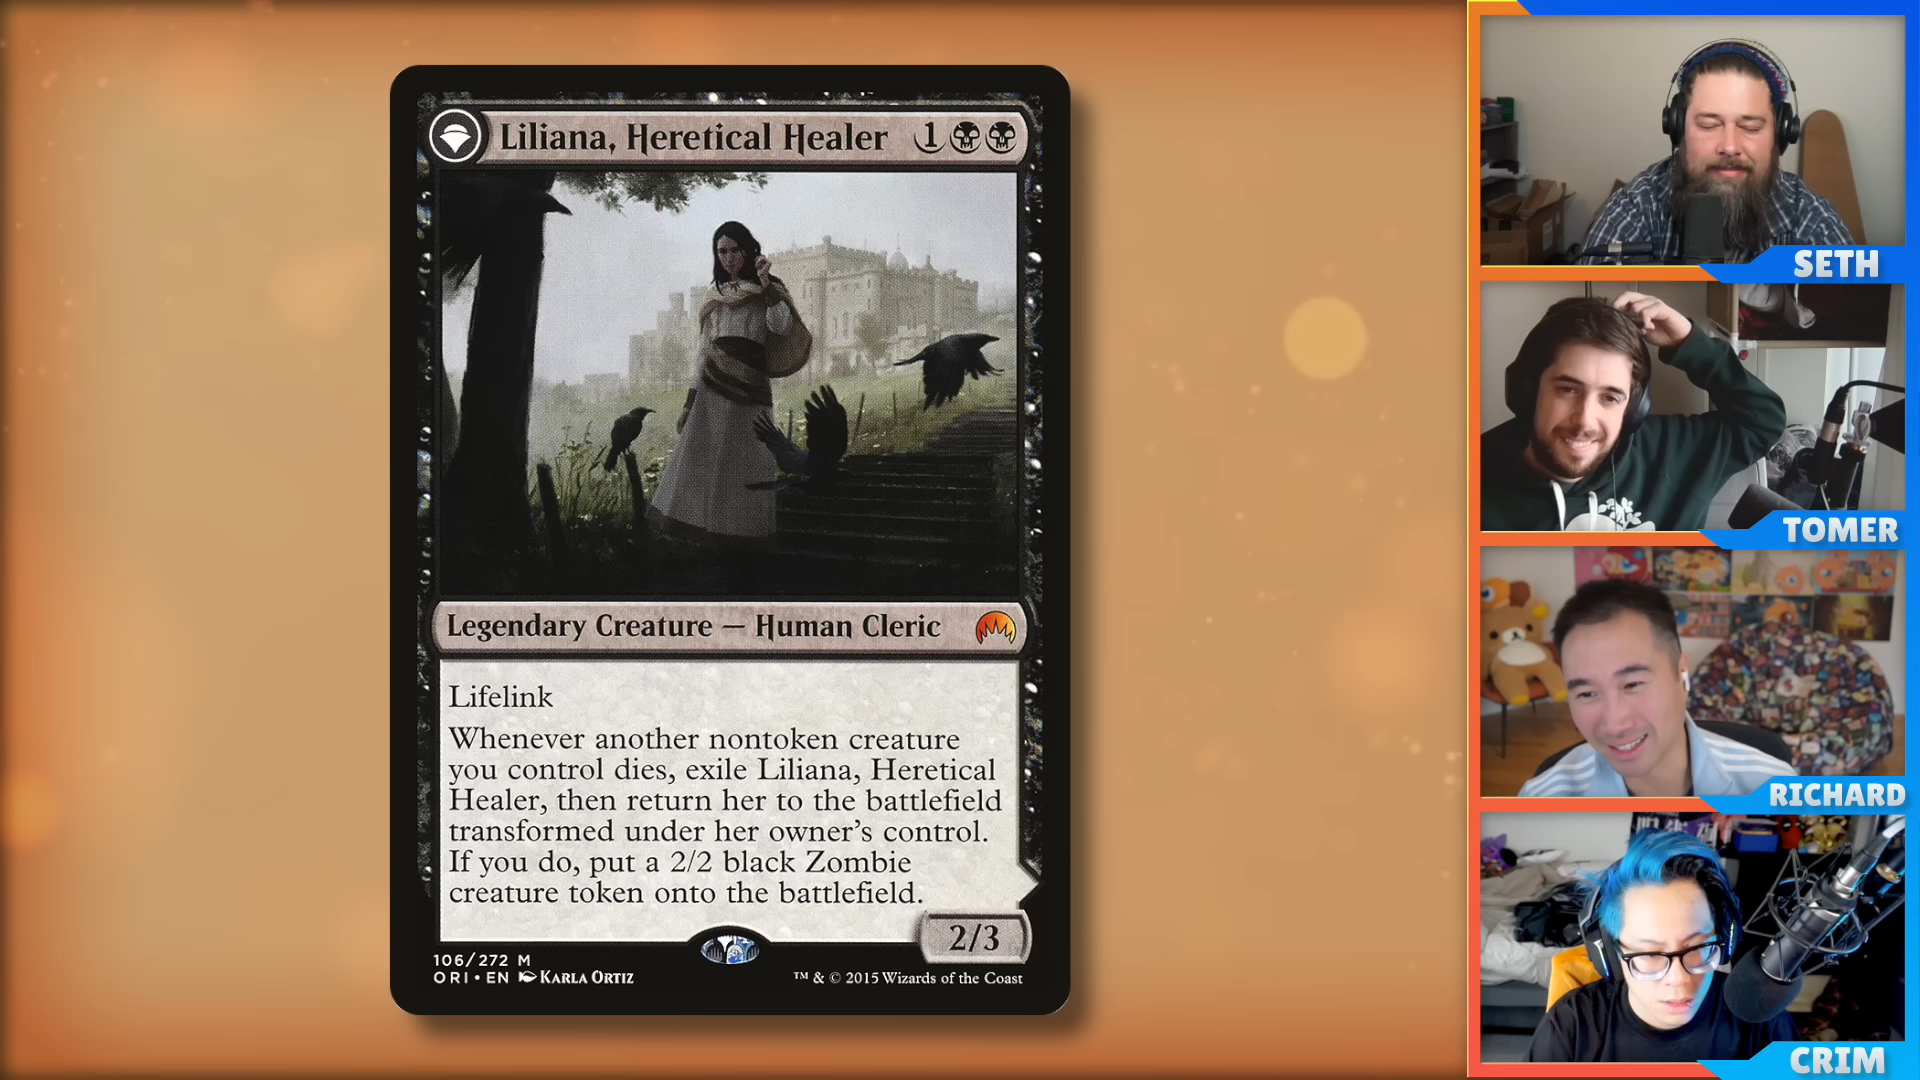 Liliana, Heretical Healer 1
Legendary Creature — Human Cleric
Lifelink
Whenever another nontoken creature
you control dies, exile Liliana, Heretical
Healer, then return her to the battlefield
transformed under her owner's control.
If you do, put a 2/2 black Zombie
creature token onto the battlefield.
2/3
106/272 M
ORI • EN KARLA ORTIZ
™ & © 2015 Wizards of the Coast
SETH
TOMER
RICHARD
CRIM